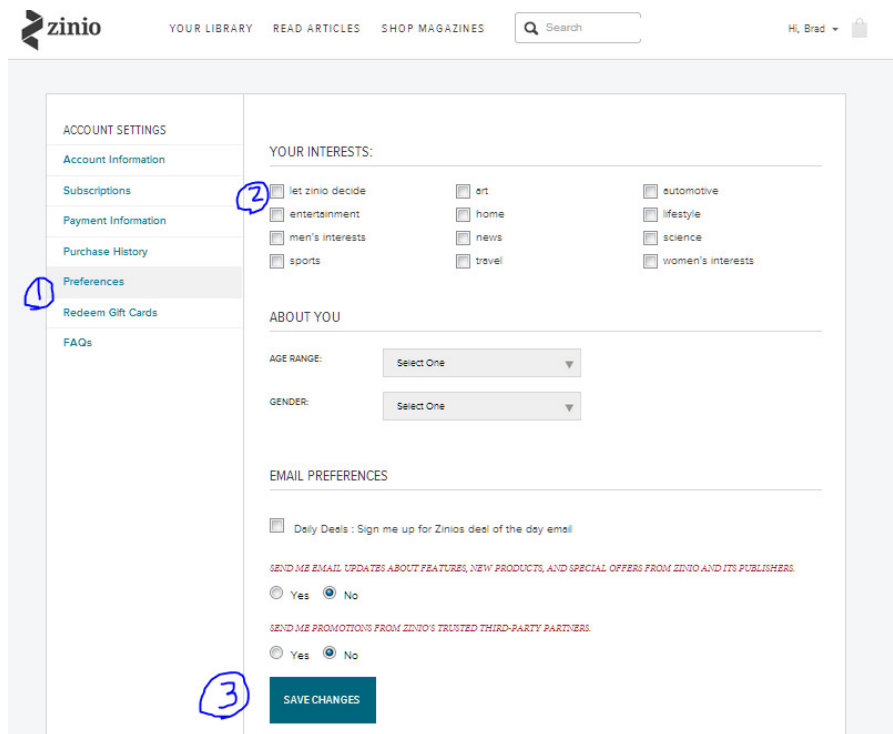 zinio YOUR LIBRARY READ ARTICLES SHOP MAGAZINES Search Hi, Brad
ACCOUNT SETTINGS
Account Information
Subscriptions
Payment Information
Purchase History
1 Preferences
Redeem Gift Cards
FAQs
YOUR INTERESTS:
2 let zinio decide art automotive
entertainment home lifestyle
men's interests news science
sports travel women's interests
ABOUT YOU
AGE RANGE: Select One
GENDER: Select One
EMAIL PREFERENCES
Daily Deals : Sign me up for Zinios deal of the day email
SEND ME EMAIL UPDATES ABOUT FEATURES, NEW PRODUCTS, AND SPECIAL OFFERS FROM ZINIO AND ITS PUBLISHERS.
Yes No
SEND ME PROMOTIONS FROM ZINIO'S TRUSTED THIRD-PARTY PARTNERS.
Yes No
3 SAVE CHANGES